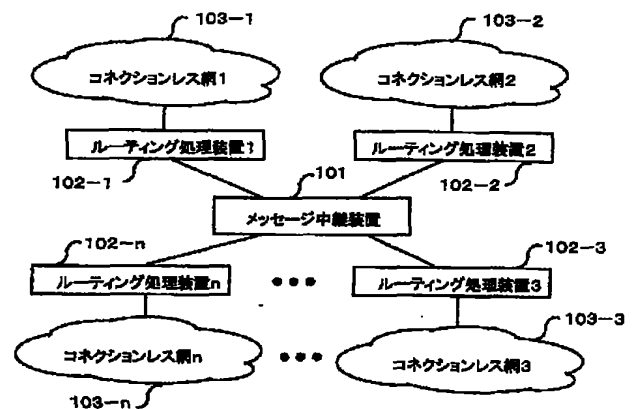 103-1
103-2
コネクションレス網1
コネクションレス網2
ルーティング処理装置1
ルーティング処理装置2
102-1
101
102-2
メッセージ中継装置
102-n
102-3
ルーティング処理装置n
•••
ルーティング処理装置3
コネクションレス網n
•••
コネクションレス網3
103-3
103-n